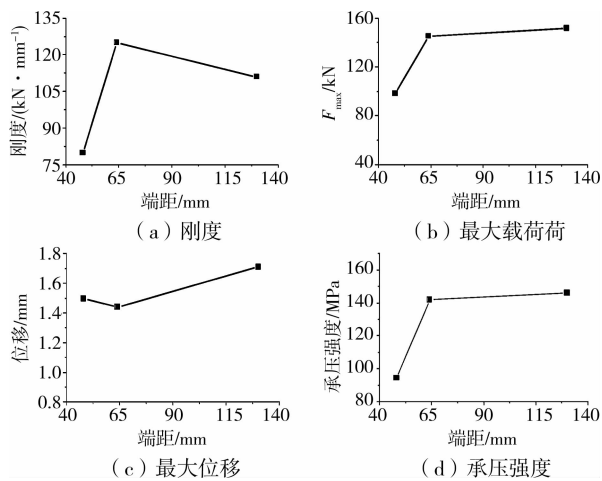 刚度/(kN·mm⁻¹)
135
120
105
90
75
40 65 90 115 140
端距/mm
（a）刚度
Fmax/kN
160
120
80
40
40 65 90 115 140
端距/mm
（b）最大载荷荷
位移/mm
1.8
1.6
1.4
1.2
1.0
0.8
40 65 90 115 140
端距/mm
（c）最大位移
承压强度/MPa
160
140
120
100
80
40 65 90 115 140
端距/mm
（d）承压强度